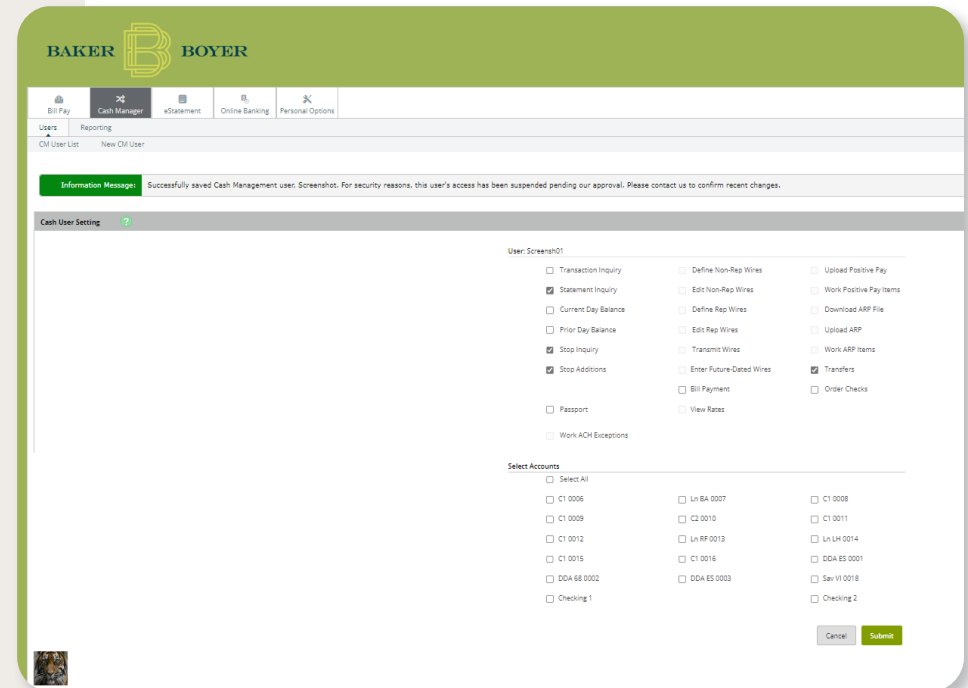 BAKER BOYER
Bill Pay Cash Manager eStatement Online Banking Personal Options
Users Reporting
CM User List New CM User
Information Message: Successfully saved Cash Management user, Screenshot. For security reasons, this user's access has been suspended pending our approval. Please contact us to confirm recent changes.
Cash User Setting ?
User: Screensh01
Transaction Inquiry Define Non-Rep Wires Upload Positive Pay
Statement Inquiry Edit Non-Rep Wires Work Positive Pay Items
Current Day Balance Define Rep Wires Download ARP File
Prior Day Balance Edit Rep Wires Upload ARP
Stop Inquiry Transmit Wires Work ARP Items
Stop Additions Enter Future-Dated Wires Transfers
Bill Payment Order Checks
Passport View Rates
Work ACH Exceptions
Select Accounts
Select All
C1 0006 Ln BA 0007 C1 0008
C1 0009 C2 0010 C1 0011
C1 0012 Ln RF 0013 Ln LH 0014
C1 0015 C1 0016 DDA ES 0001
DDA 68 0002 DDA ES 0003 Sav VI 0018
Checking 1 Checking 2
Cancel Submit